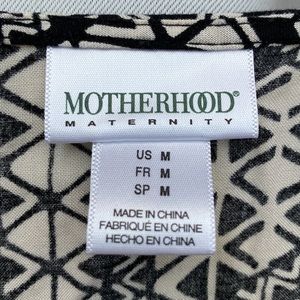 MOTHERHOOD®
MATERNITY
US M
FR M
SP M
MADE IN CHINA
FABRIQUÉ EN CHINE
HECHO EN CHINA